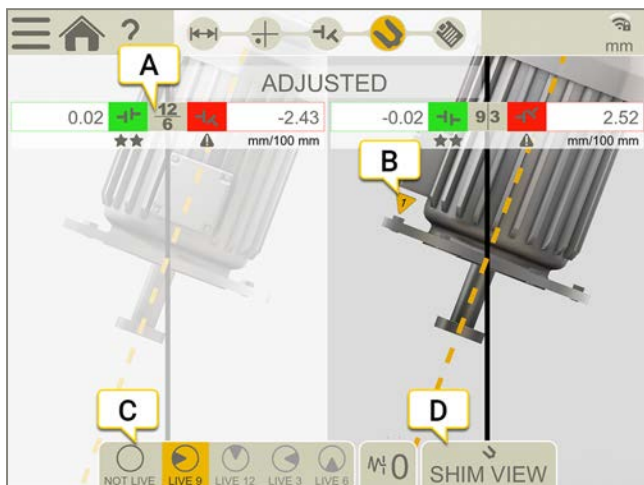 ?
mm
A
ADJUSTED
0.02 12 6 -2.43 -0.02 9 3 2.52
mm/100 mm mm/100 mm
B
1
C
D
NOT LIVE LIVE 9 LIVE 12 LIVE 3 LIVE 6 0 SHIM VIEW